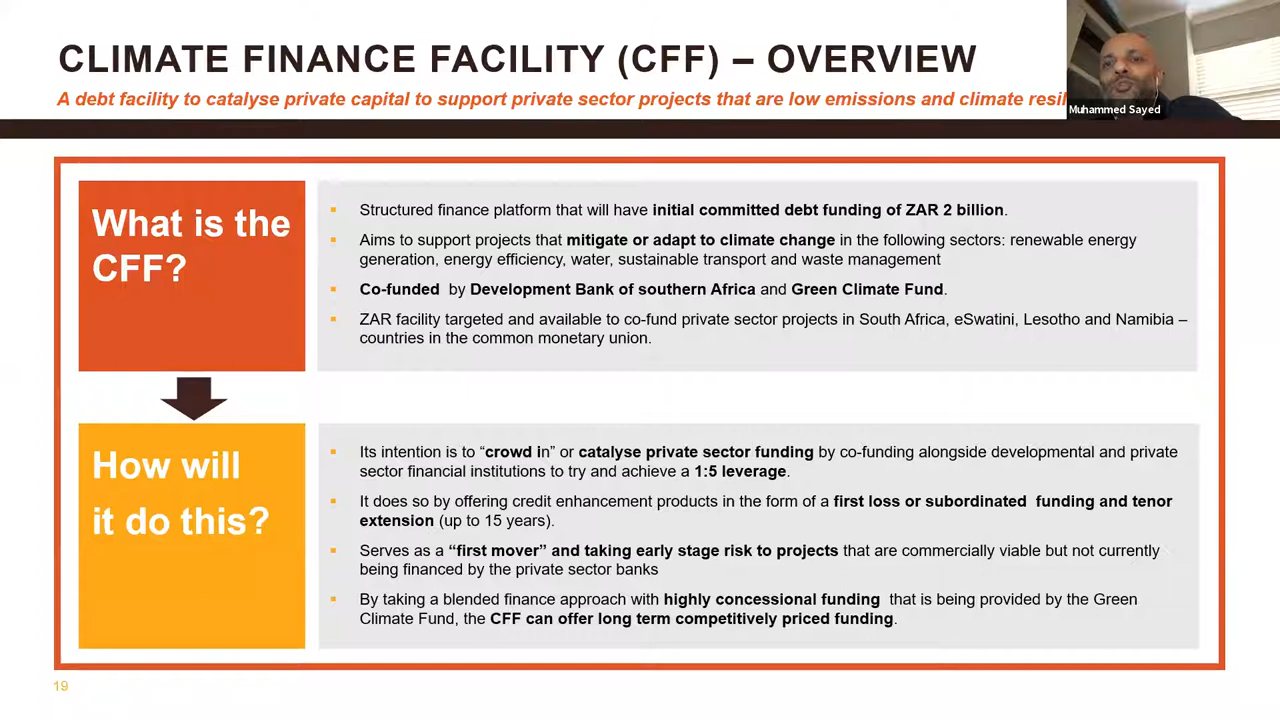 CLIMATE FINANCE FACILITY (CFF) – OVERVIEW
A debt facility to catalyse private capital to support private sector projects that are low emissions and climate
Muhammed Sayed
What is the
CFF?
▪ Structured finance platform that will have initial committed debt funding of ZAR 2 billion.
▪ Aims to support projects that mitigate or adapt to climate change in the following sectors: renewable energy
generation, energy efficiency, water, sustainable transport and waste management
▪ Co-funded by Development Bank of southern Africa and Green Climate Fund.
▪ ZAR facility targeted and available to co-fund private sector projects in South Africa, eSwatini, Lesotho and Namibia –
countries in the common monetary union.
How will
it do this?
▪ Its intention is to “crowd in” or catalyse private sector funding by co-funding alongside developmental and private
sector financial institutions to try and achieve a 1:5 leverage.
▪ It does so by offering credit enhancement products in the form of a first loss or subordinated funding and tenor
extension (up to 15 years).
▪ Serves as a “first mover” and taking early stage risk to projects that are commercially viable but not currently
being financed by the private sector banks
▪ By taking a blended finance approach with highly concessional funding that is being provided by the Green
Climate Fund, the CFF can offer long term competitively priced funding.
19